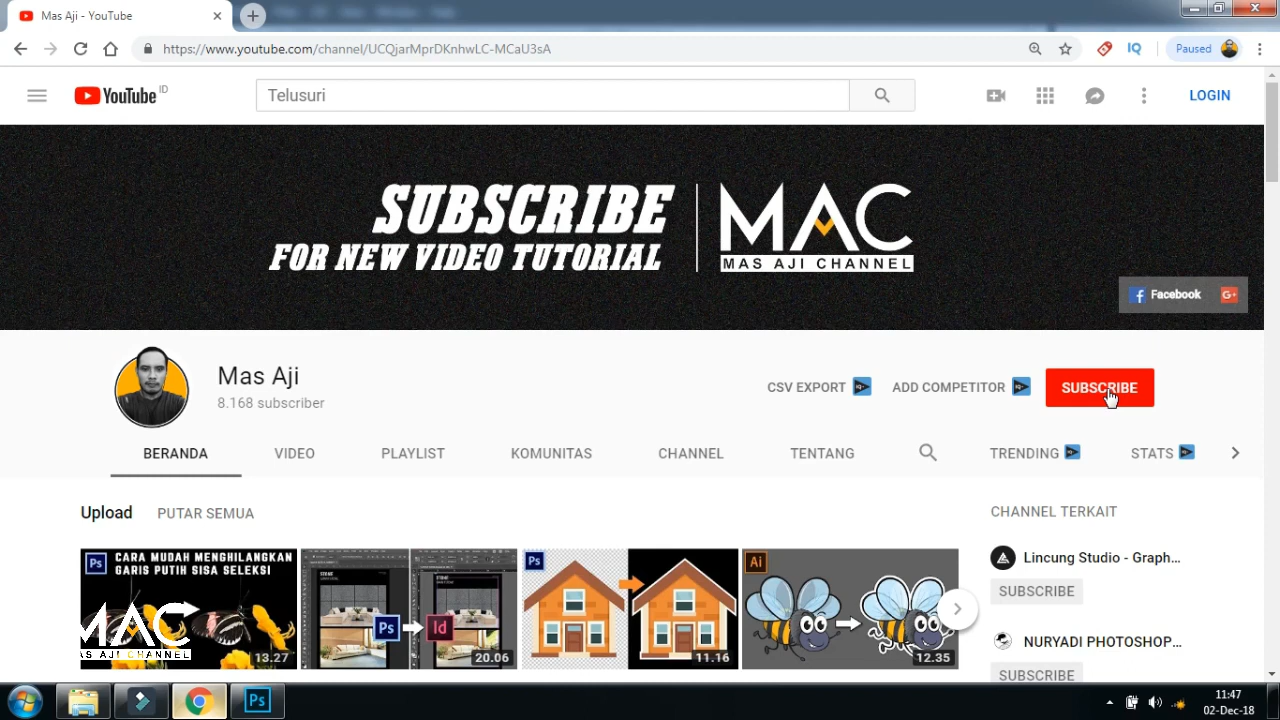 Mas Aji - YouTube
https://www.youtube.com/channel/UCQjarMprDKnhwLC-MCaU3sA
IQ
Paused
YouTube ID
Telusuri
LOGIN
SUBSCRIBE
FOR NEW VIDEO TUTORIAL
MAC
MAS AJI CHANNEL
Facebook
G+
Mas Aji
8.168 subscriber
CSV EXPORT
ADD COMPETITOR
SUBSCRIBE
BERANDA
VIDEO
PLAYLIST
KOMUNITAS
CHANNEL
TENTANG
TRENDING
STATS
Upload
PUTAR SEMUA
CHANNEL TERKAIT
Ps
CARA MUDAH MENGHILANGKAN
GARIS PUTIH SISA SELEKSI
13.27
Ps
Id
20.06
Ps
11.16
Ai
12.35
Lincung Studio - Graph...
SUBSCRIBE
NURYADI PHOTOSHOP...
SUBSCRIBE
MAC
MAS AJI CHANNEL
Ps
11:47
02-Dec-18